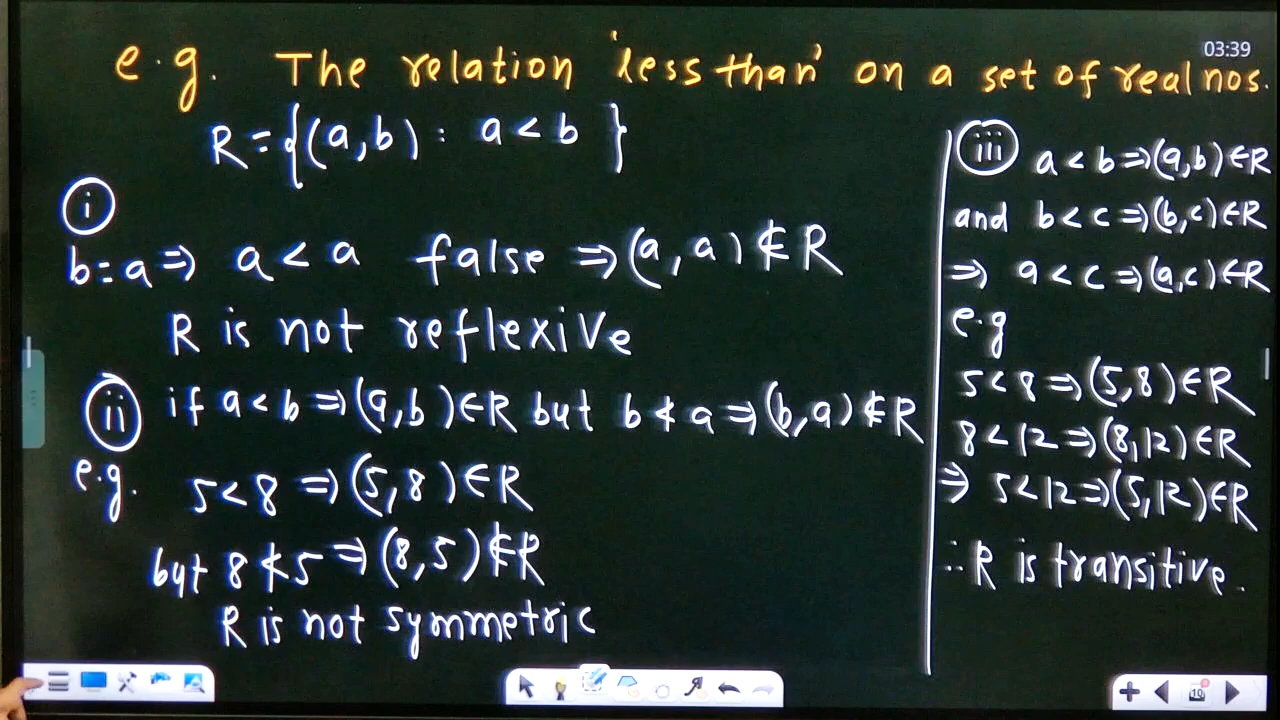 03:39
e.g. The relation 'less than' on a set of real nos.
R = {(a,b) : a < b }
i
b = a ⇒ a < a false ⇒ (a, a) ∉ R
R is not reflexive
ii if a < b ⇒ (a,b) ∈ R but b ≮ a ⇒ (b,a) ∉ R
e.g. 5 < 8 ⇒ (5,8) ∈ R
but 8 ≮ 5 ⇒ (8,5) ∉ R
R is not symmetric
iii a < b ⇒ (a,b) ∈ R
and b < c ⇒ (b,c) ∈ R
⇒ a < c ⇒ (a,c) ∈ R
e.g
5 < 8 ⇒ (5,8) ∈ R
8 < 12 ⇒ (8,12) ∈ R
⇒ 5 < 12 ⇒ (5,12) ∈ R
∴ R is transitive.
10